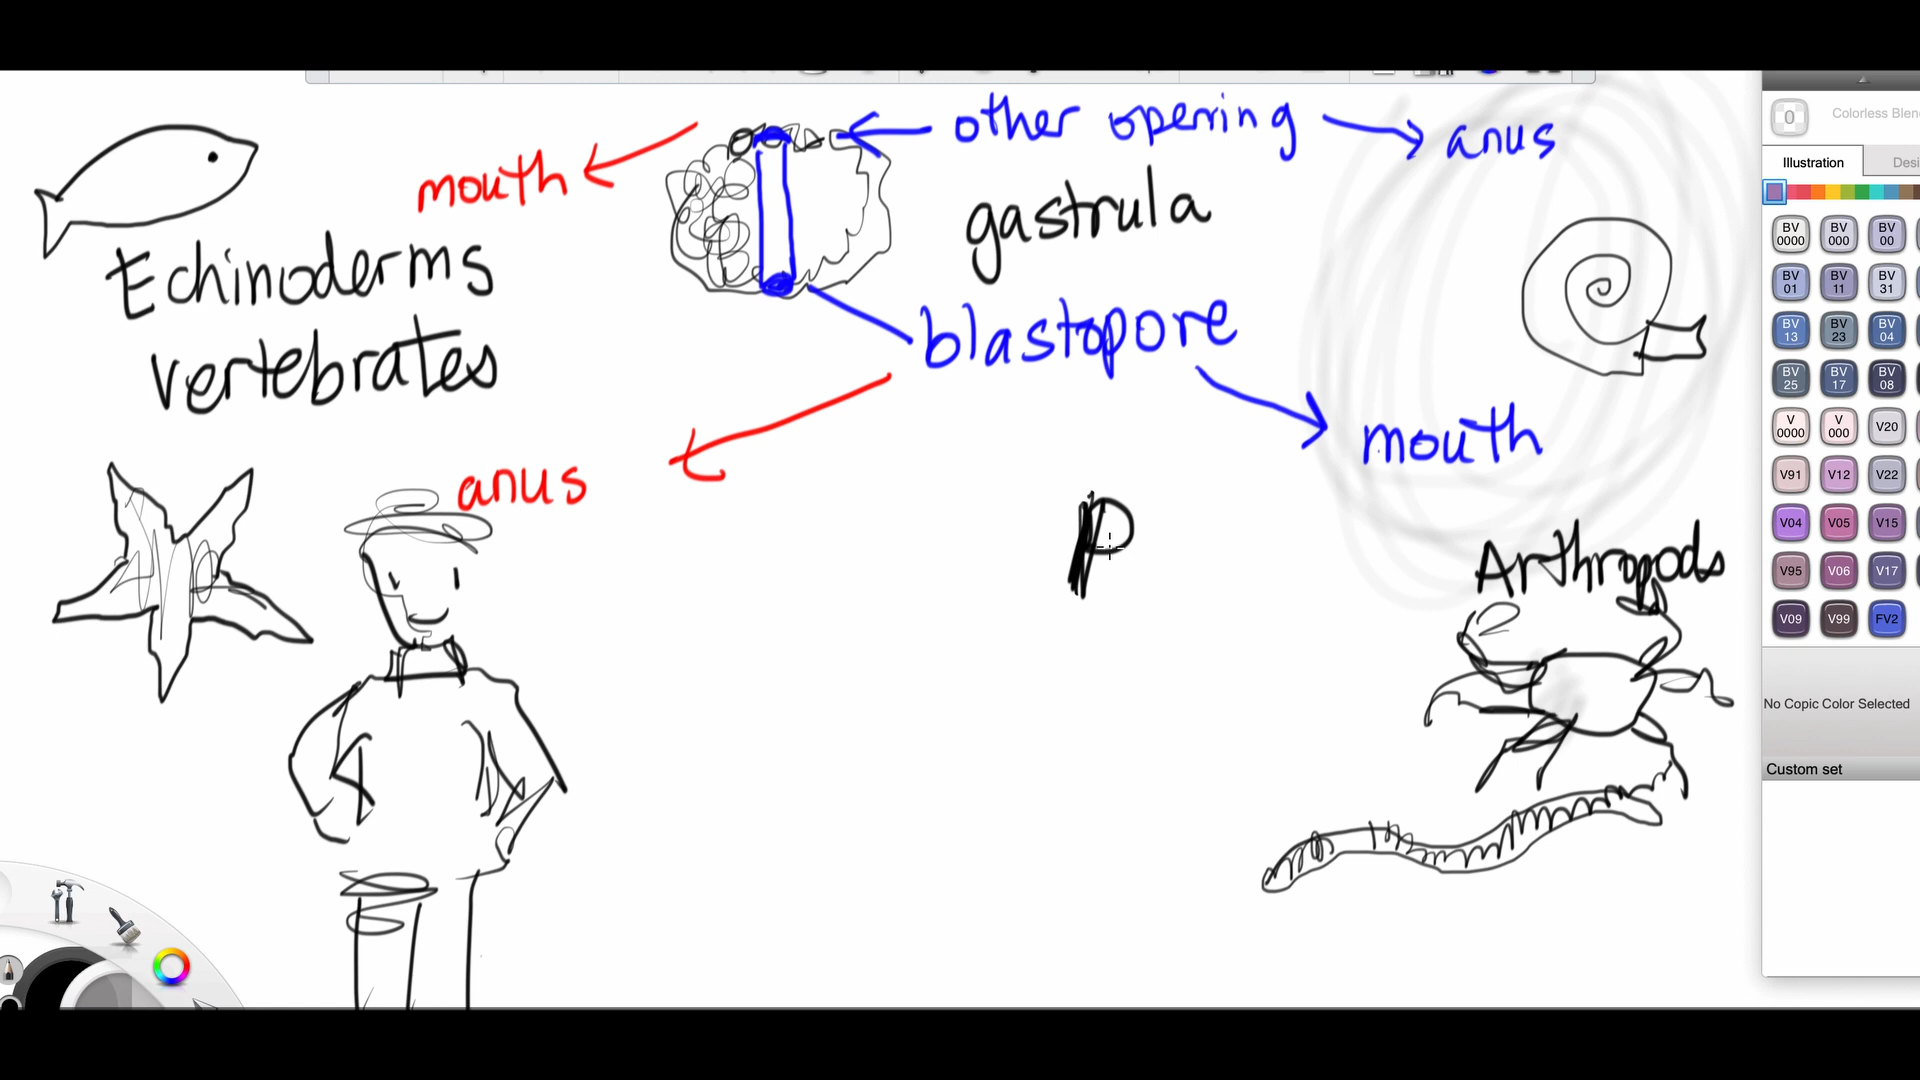 other opening
anus
mouth
gastrula
Echinoderms
vertebrates
blastopore
mouth
anus
P
Arthropods
0
Colorless Blen
Illustration
Des
BV 0000
BV 000
BV 00
BV 01
BV 11
BV 31
BV 13
BV 23
BV 04
BV 25
BV 17
BV 08
V 0000
V 000
V20
V91
V12
V22
V04
V05
V15
V95
V06
V17
V09
V99
FV2
No Copic Color Selected
Custom set